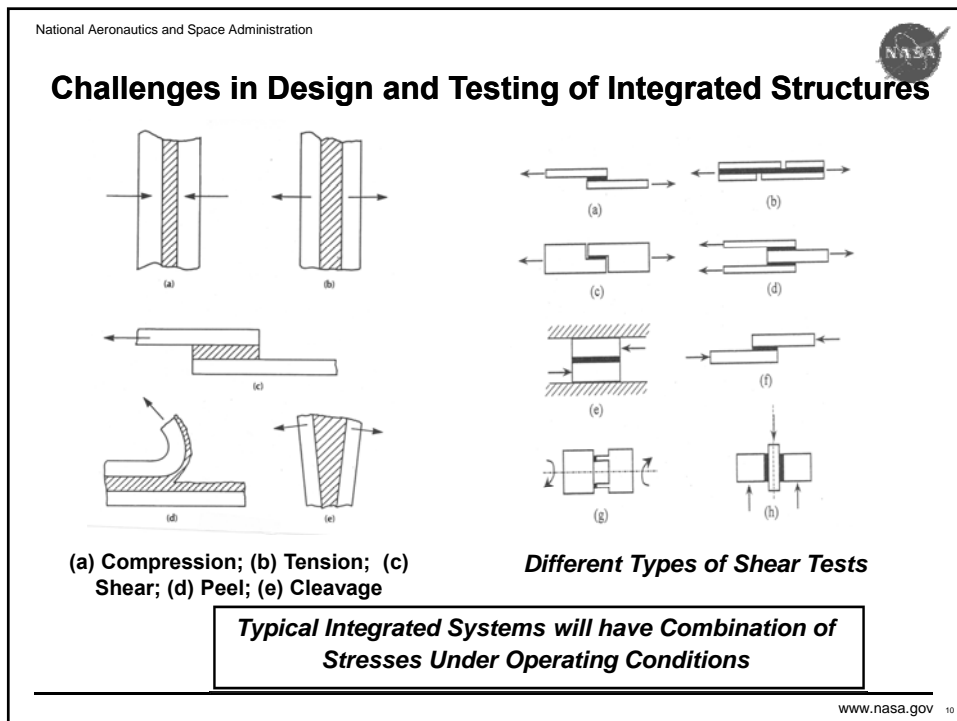 National Aeronautics and Space Administration
NASA
Challenges in Design and Testing of Integrated Structures
(a)
(b)
(c)
(d)
(e)
(a)
(b)
(c)
(d)
(e)
(f)
(g)
(h)
(a) Compression; (b) Tension; (c)
Shear; (d) Peel; (e) Cleavage
Different Types of Shear Tests
Typical Integrated Systems will have Combination of
Stresses Under Operating Conditions
www.nasa.gov 10